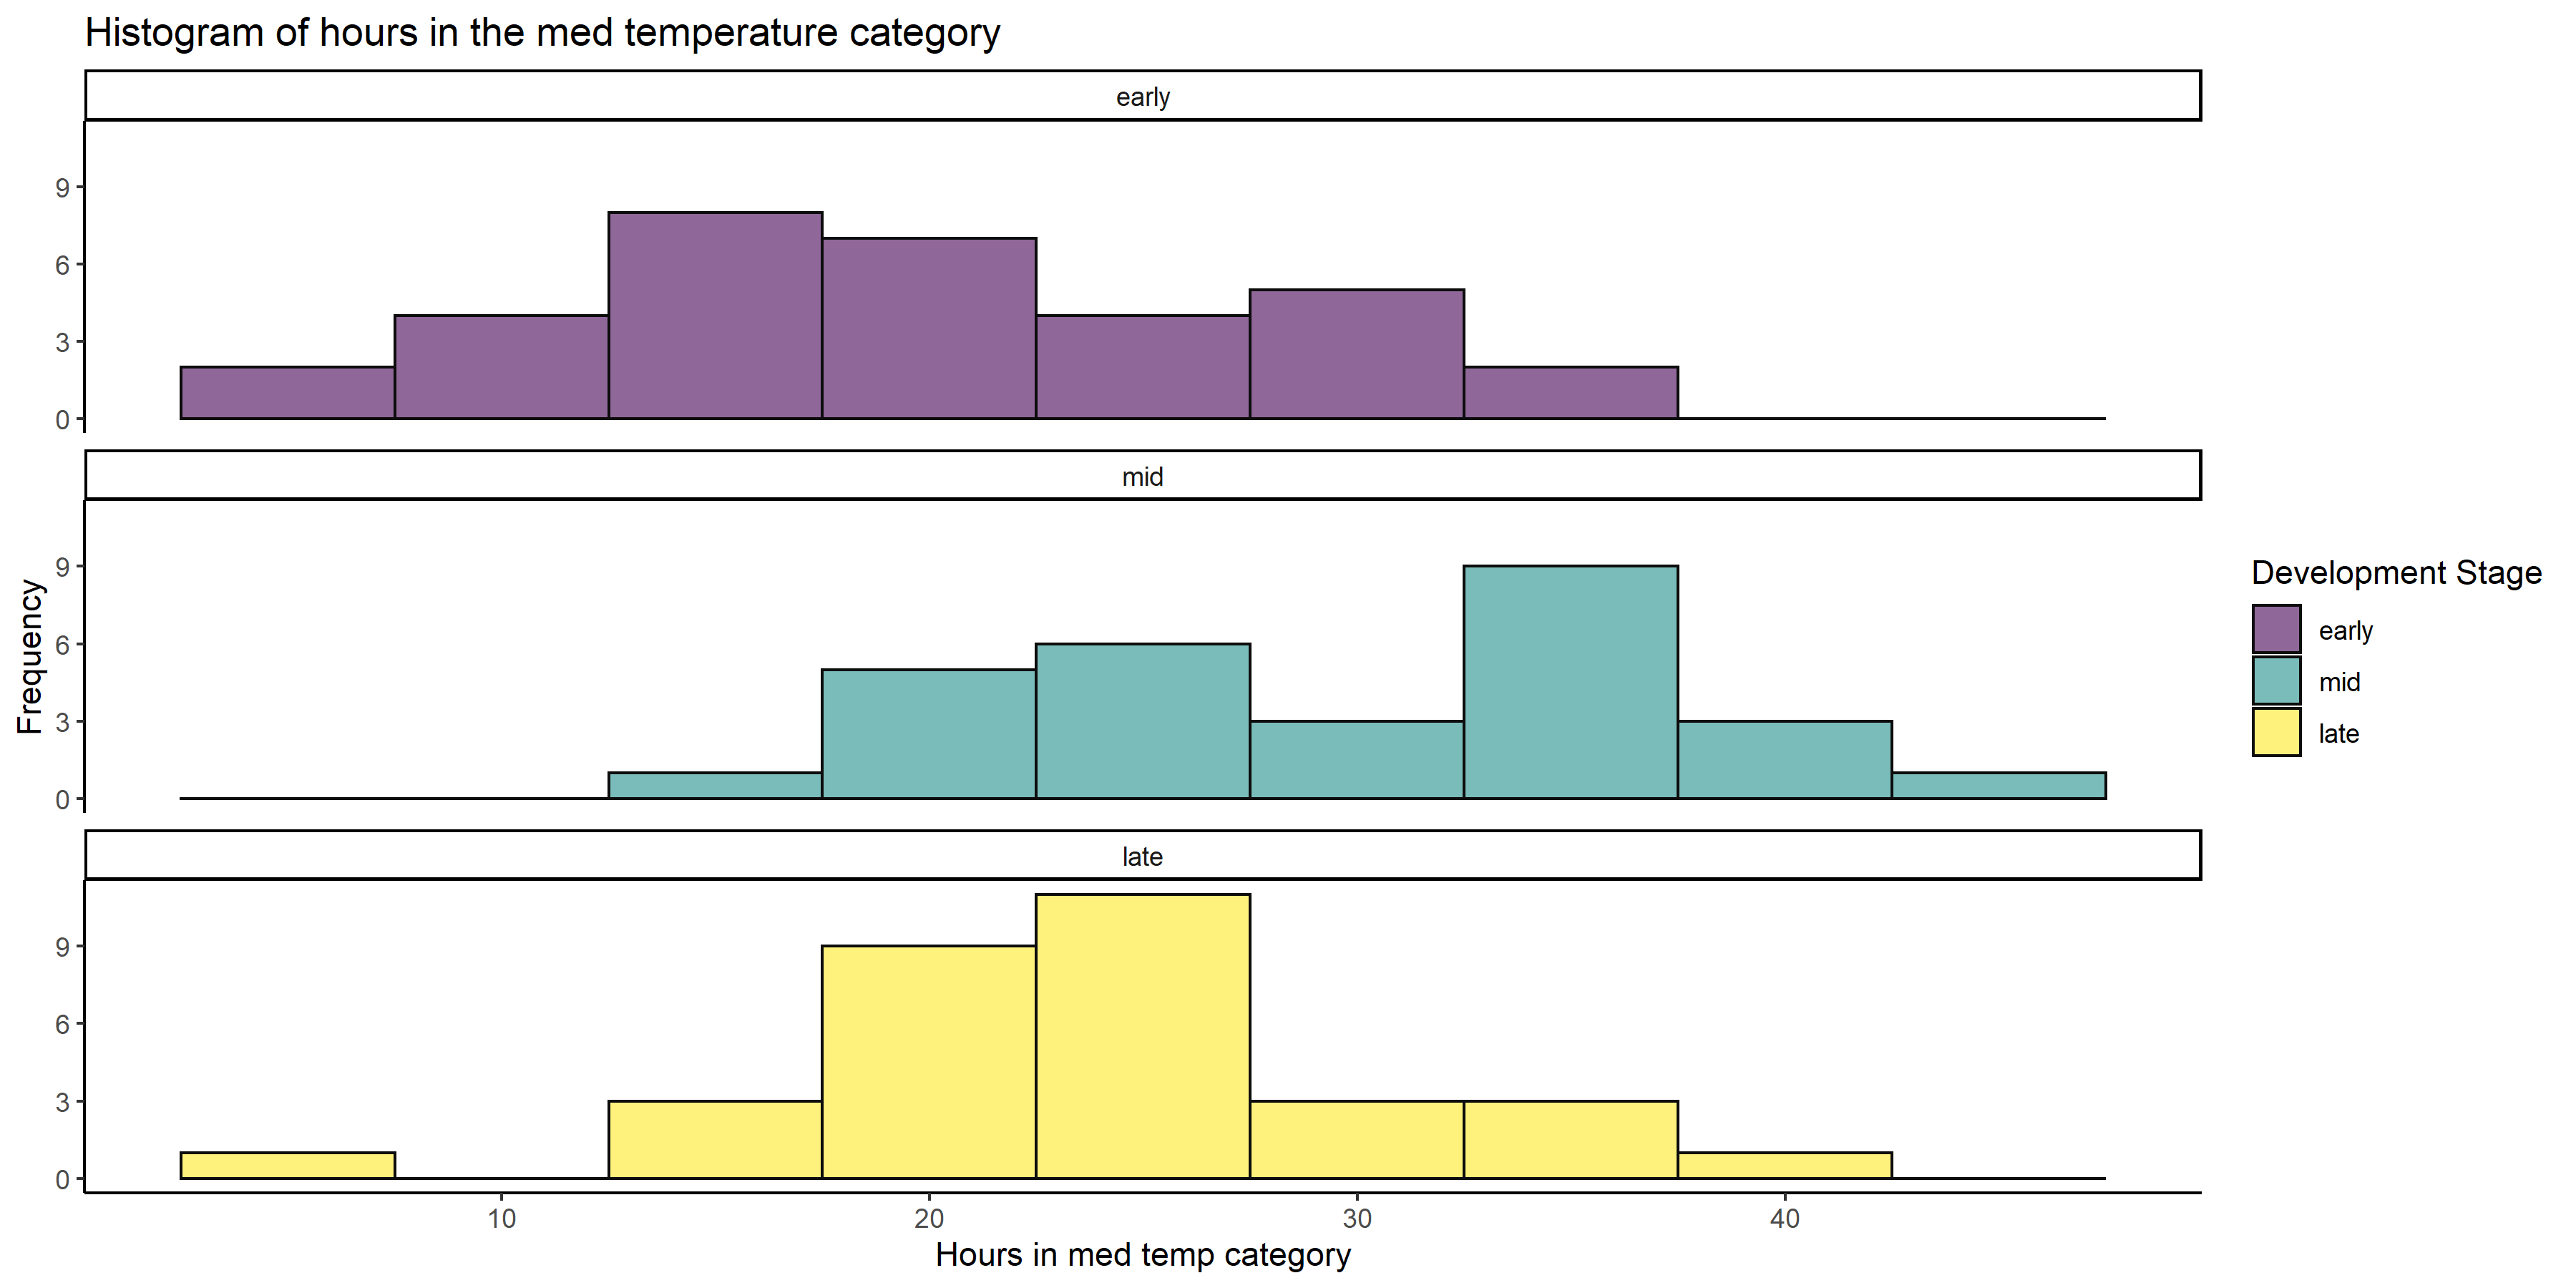 Histogram of hours in the med temperature category
early
9
6
3
0
mid
9
6
3
0
late
9
6
3
0
10 20 30 40
Hours in med temp category
Frequency
Development Stage
early
mid
late